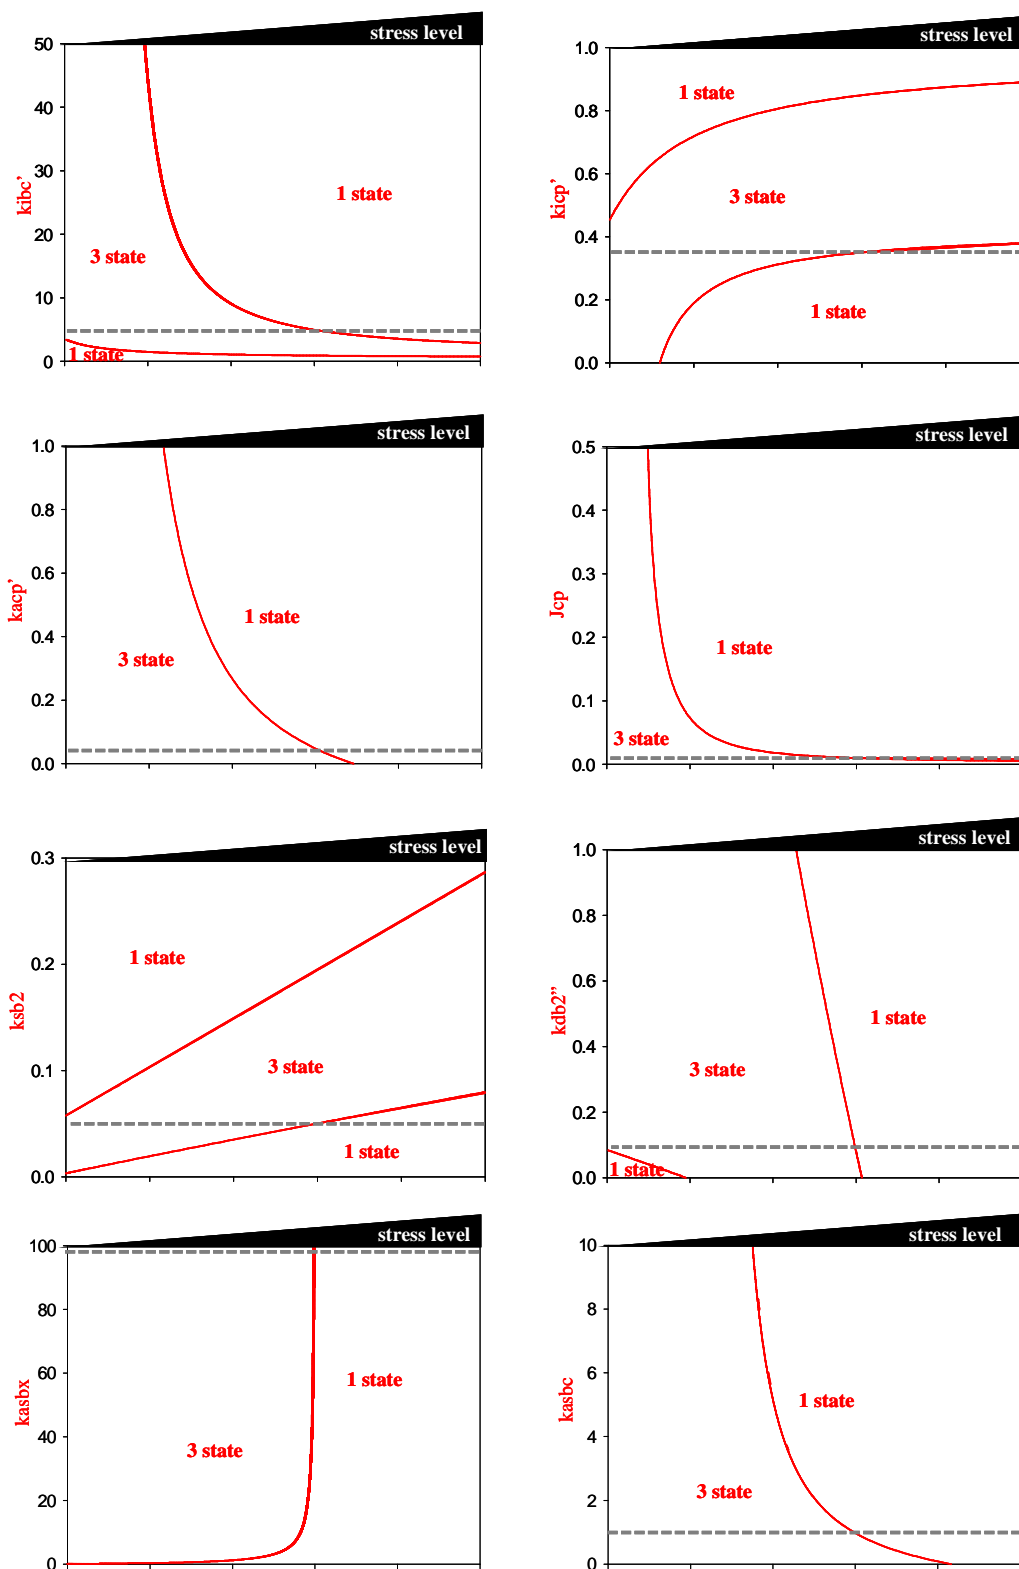 stress level
50
40
30
20
10
0
kibc'
1 state
3 state
1 state
stress level
1.0
0.8
0.6
0.4
0.2
0.0
kicp'
1 state
3 state
1 state
stress level
1.0
0.8
0.6
0.4
0.2
0.0
kacp'
1 state
3 state
stress level
0.5
0.4
0.3
0.2
0.1
0.0
Jcp
1 state
3 state
stress level
0.3
0.2
0.1
0.0
ksb2
1 state
3 state
1 state
stress level
1.0
0.8
0.6
0.4
0.2
0.0
kdb2''
1 state
3 state
1 state
stress level
100
80
60
40
20
0
kasbx
1 state
3 state
stress level
10
8
6
4
2
0
kasbc
1 state
3 state